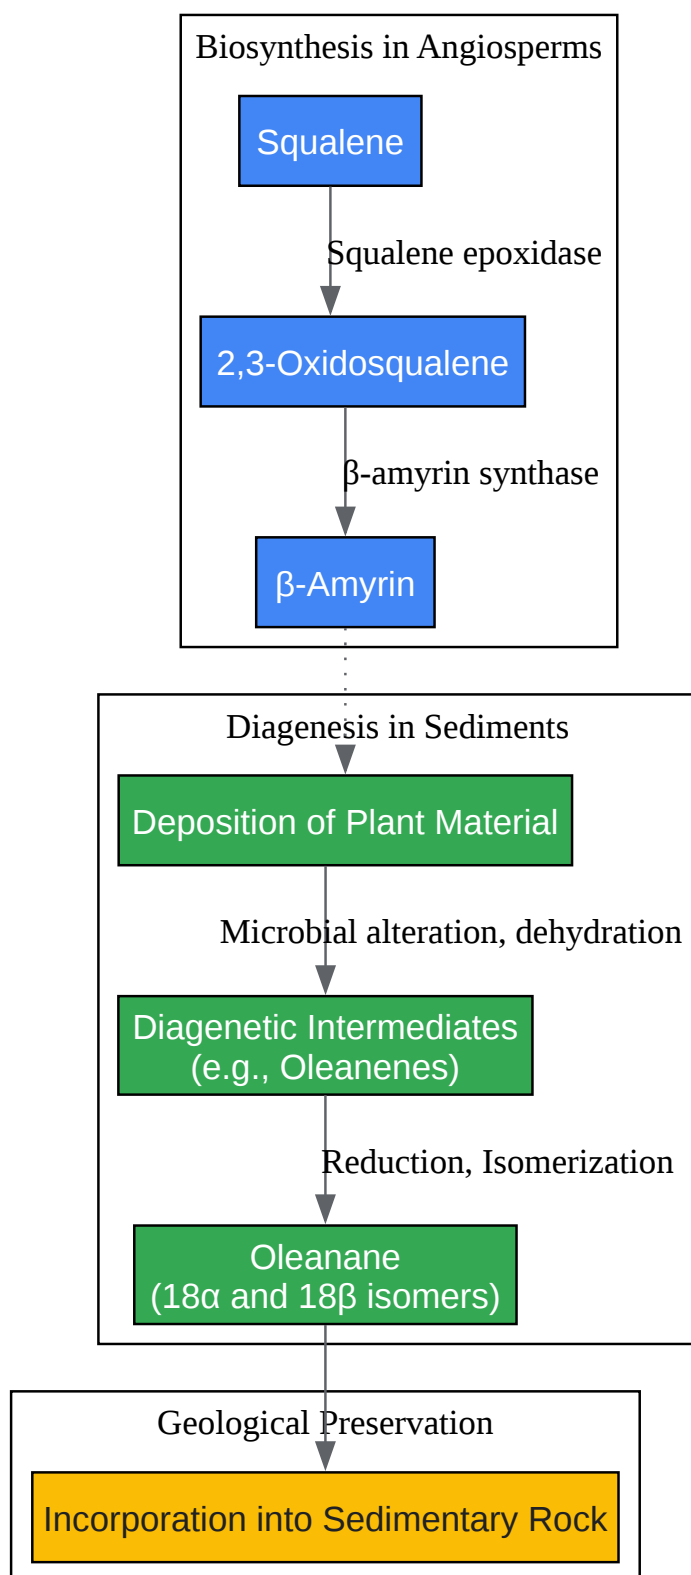 Biosynthesis in Angiosperms
Squalene
Squalene epoxidase
2,3-Oxidosqualene
β-amyrin synthase
β-Amyrin
Diagenesis in Sediments
Deposition of Plant Material
Microbial alteration, dehydration
Diagenetic Intermediates
(e.g., Oleanenes)
Reduction, Isomerization
Oleanane
(18α and 18β isomers)
Geological Preservation
Incorporation into Sedimentary Rock